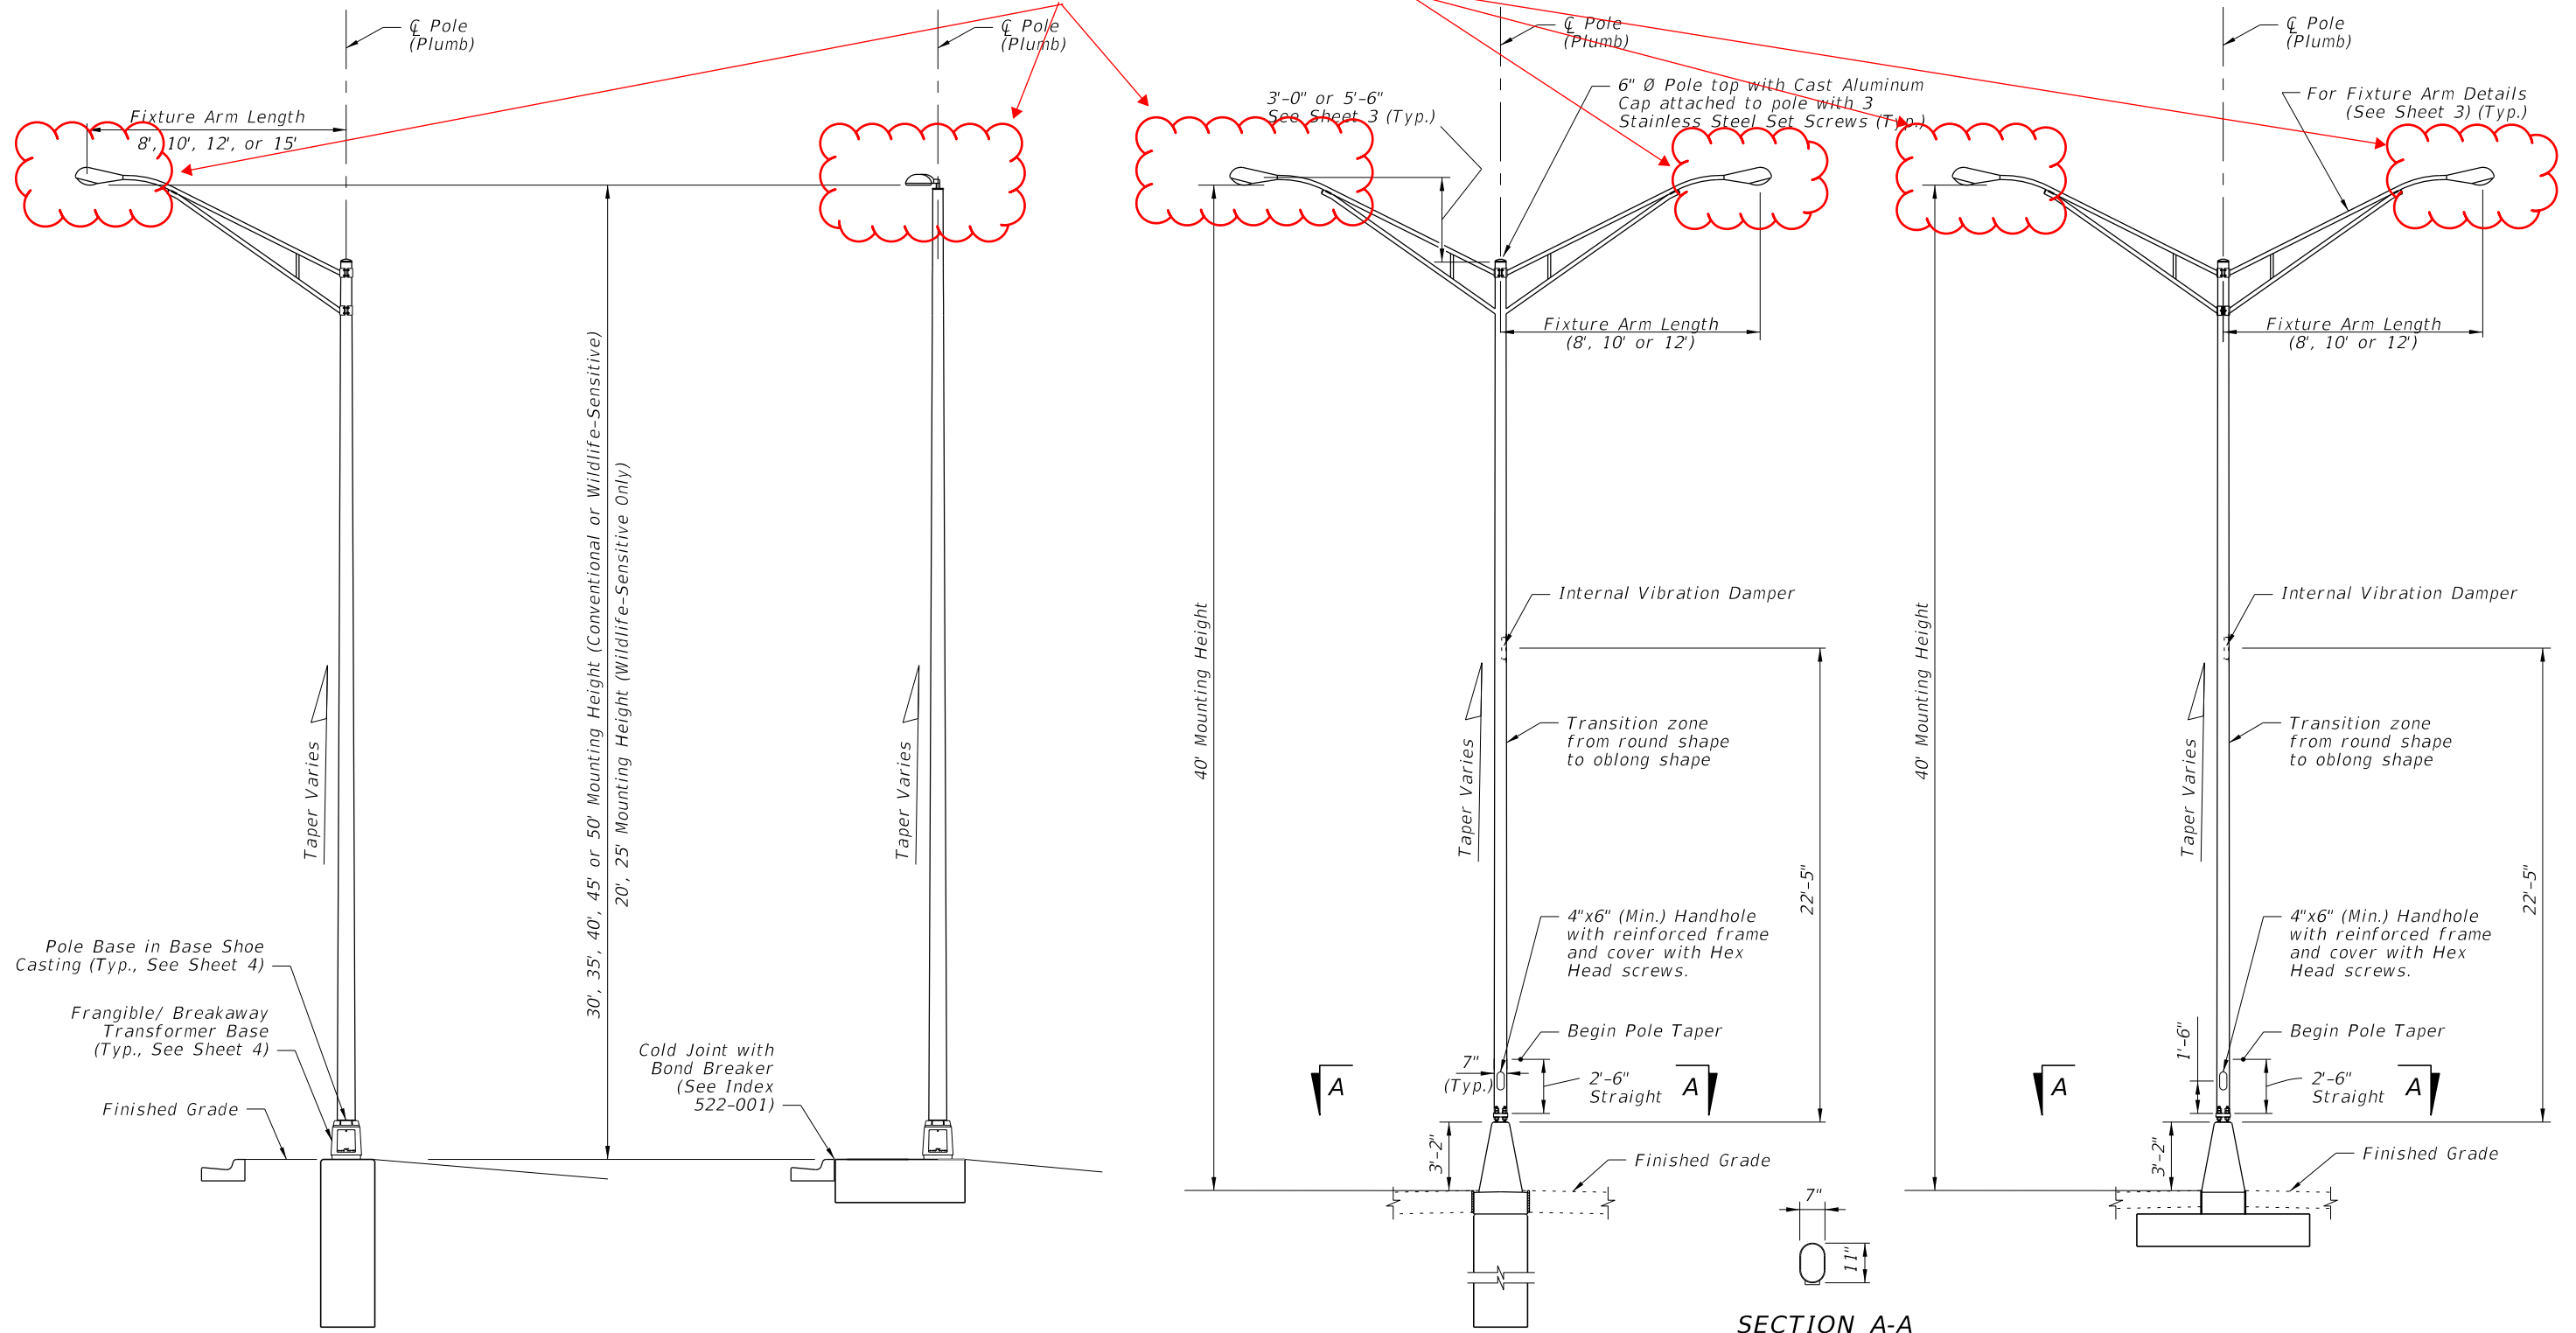 ℄ Pole
(Plumb)
Fixture Arm Length
8', 10', 12', or 15'
30', 35', 40', 45' or 50' Mounting Height (Conventional or Wildlife-Sensitive)
20', 25' Mounting Height (Wildlife-Sensitive Only)
Taper Varies
Pole Base in Base Shoe
Casting (Typ., See Sheet 4)
Frangible/ Breakaway
Transformer Base
(Typ., See Sheet 4)
Finished Grade
℄ Pole
(Plumb)
Taper Varies
Cold Joint with
Bond Breaker
(See Index
522-001)
℄ Pole
(Plumb)
3'-0" or 5'-6"
See Sheet 3 (Typ.)
6" Ø Pole top with Cast Aluminum
Cap attached to pole with 3
Stainless Steel Set Screws (Typ.)
Fixture Arm Length
(8', 10' or 12')
40' Mounting Height
Internal Vibration Damper
Taper Varies
Transition zone
from round shape
to oblong shape
22'-5"
4"x6" (Min.) Handhole
with reinforced frame
and cover with Hex
Head screws.
Begin Pole Taper
7"
(Typ.)
2'-6"
Straight
A
A
3'-2"
Finished Grade
7"
11"
SECTION A-A
℄ Pole
(Plumb)
For Fixture Arm Details
(See Sheet 3) (Typ.)
Fixture Arm Length
(8', 10' or 12')
40' Mounting Height
Internal Vibration Damper
Taper Varies
Transition zone
from round shape
to oblong shape
22'-5"
4"x6" (Min.) Handhole
with reinforced frame
and cover with Hex
Head screws.
Begin Pole Taper
1'-6"
2'-6"
Straight
A
A
3'-2"
Finished Grade